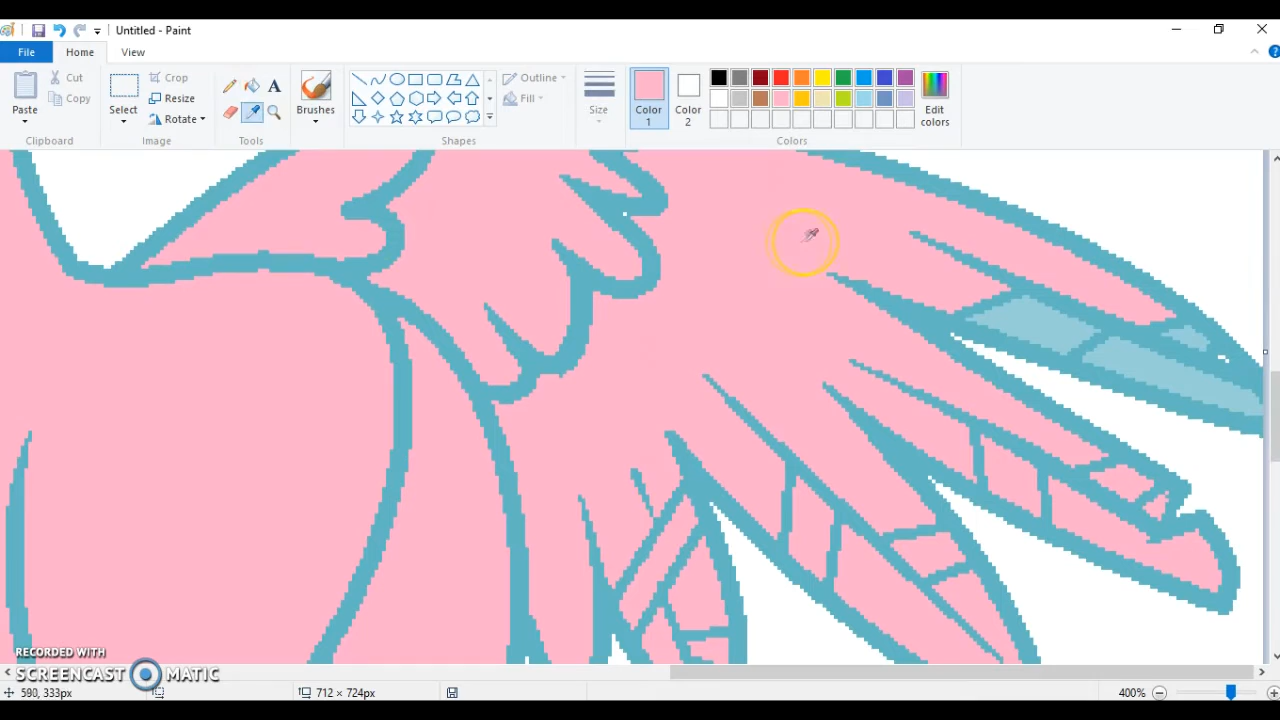 Untitled - Paint
File Home View
Paste
Cut
Copy
Clipboard
Select
Crop
Resize
Rotate
Image
A
Tools
Brushes
Outline
Fill
Shapes
Size
Color 1
Color 2
Edit colors
Colors
RECORDED WITH
SCREENCAST MATIC
590, 333px
712 × 724px
400%